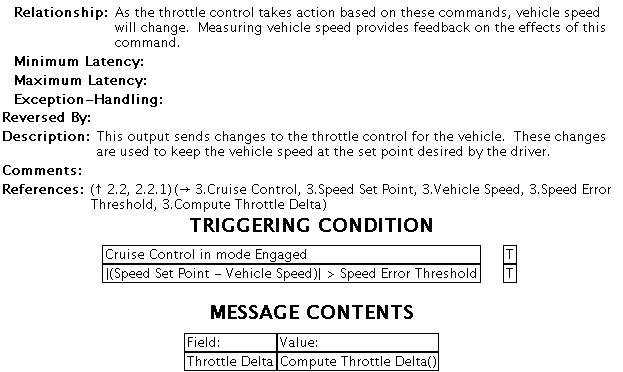 Relationship: As the throttle control takes action based on these commands, vehicle speed
will change. Measuring vehicle speed provides feedback on the effects of this
command.
Minimum Latency:
Maximum Latency:
Exception-Handling:
Reversed By:
Description: This output sends changes to the throttle control for the vehicle. These changes
are used to keep the vehicle speed at the set point desired by the driver.
Comments:
References: (↑ 2.2, 2.2.1)(→ 3.Cruise Control, 3.Speed Set Point, 3.Vehicle Speed, 3.Speed Error
Threshold, 3.Compute Throttle Delta)
TRIGGERING CONDITION
Cruise Control in mode Engaged T
|(Speed Set Point - Vehicle Speed)| > Speed Error Threshold T
MESSAGE CONTENTS
Field: Value:
Throttle Delta Compute Throttle Delta()